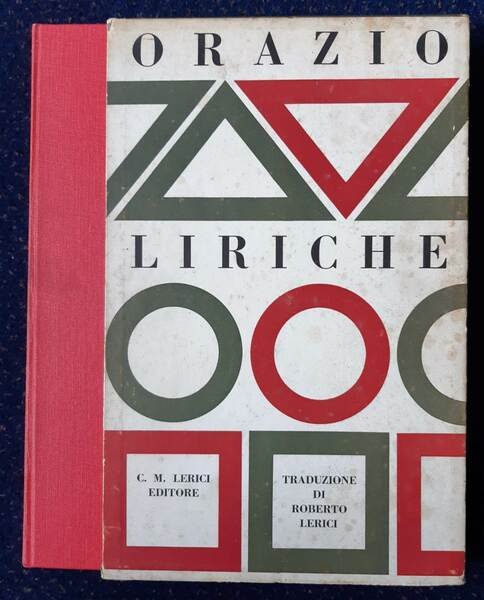 ORAZIO
LIRICHE
C. M. LERICI
EDITORE
TRADUZIONE
DI
ROBERTO
LERICI